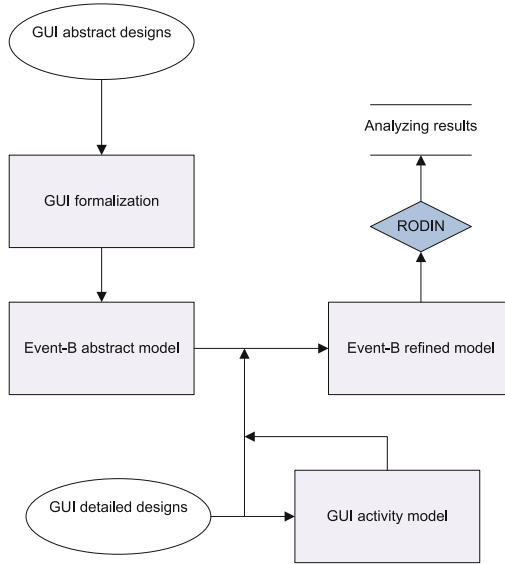 GUI abstract designs
Analyzing results
GUI formalization
RODIN
Event-B abstract model
Event-B refined model
GUI detailed designs
GUI activity model